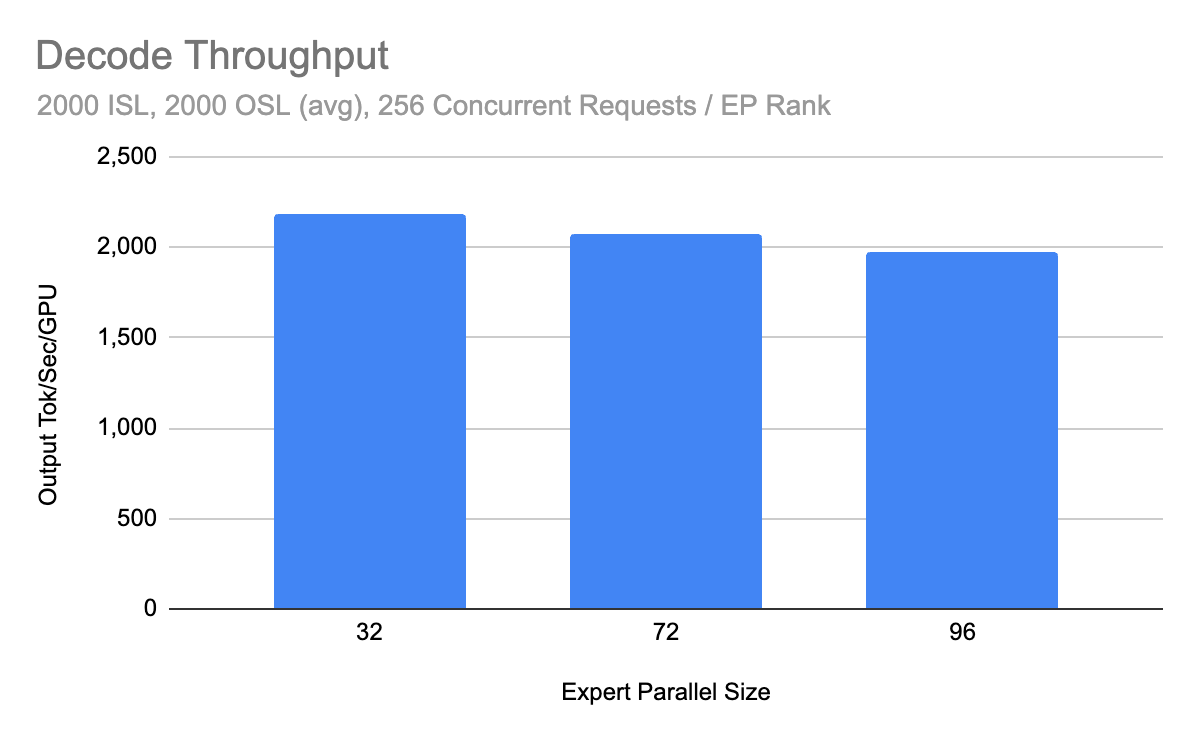 Decode Throughput
2000 ISL, 2000 OSL (avg), 256 Concurrent Requests / EP Rank
2,500
2,000
1,500
1,000
500
0
Output Tok/Sec/GPU
32
72
96
Expert Parallel Size